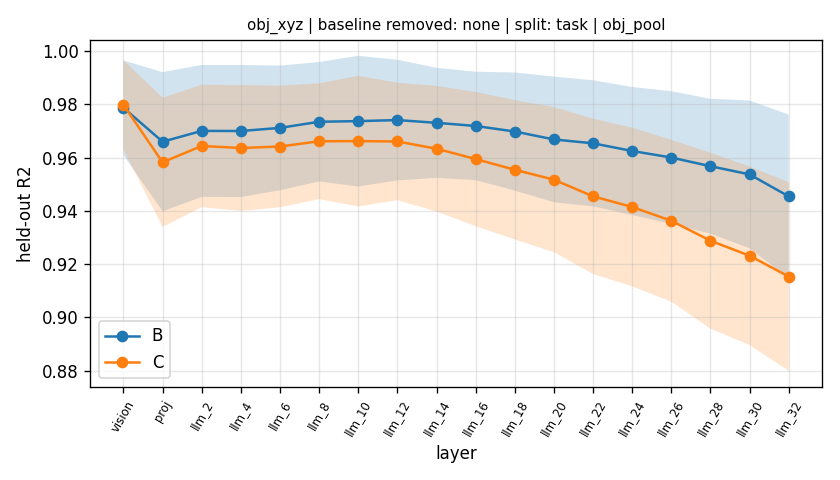 obj_xyz | baseline removed: none | split: task | obj_pool
held-out R2
1.00
0.98
0.96
0.94
0.92
0.90
0.88
B
C
vision
proj
llm_2
llm_4
llm_6
llm_8
llm_10
llm_12
llm_14
llm_16
llm_18
llm_20
llm_22
llm_24
llm_26
llm_28
llm_30
llm_32
layer